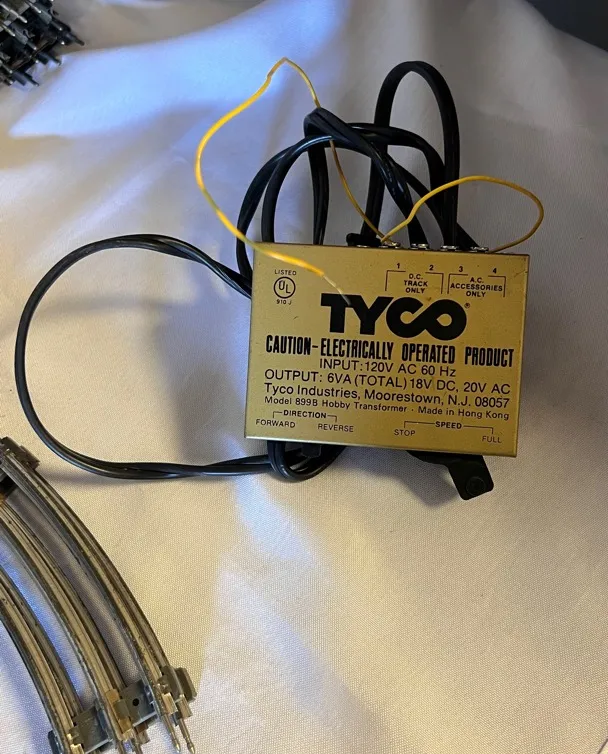 1 2 3 4
D.C. TRACK ONLY
A.C. ACCESSORIES ONLY
LISTED
UL
910 J
TYCO®
CAUTION-ELECTRICALLY OPERATED PRODUCT
INPUT:120V AC 60 Hz
OUTPUT: 6VA (TOTAL) 18V DC, 20V AC
Tyco Industries, Moorestown, N.J. 08057
Model 899B Hobby Transformer · Made in Hong Kong
DIRECTION
FORWARD REVERSE
SPEED
STOP FULL